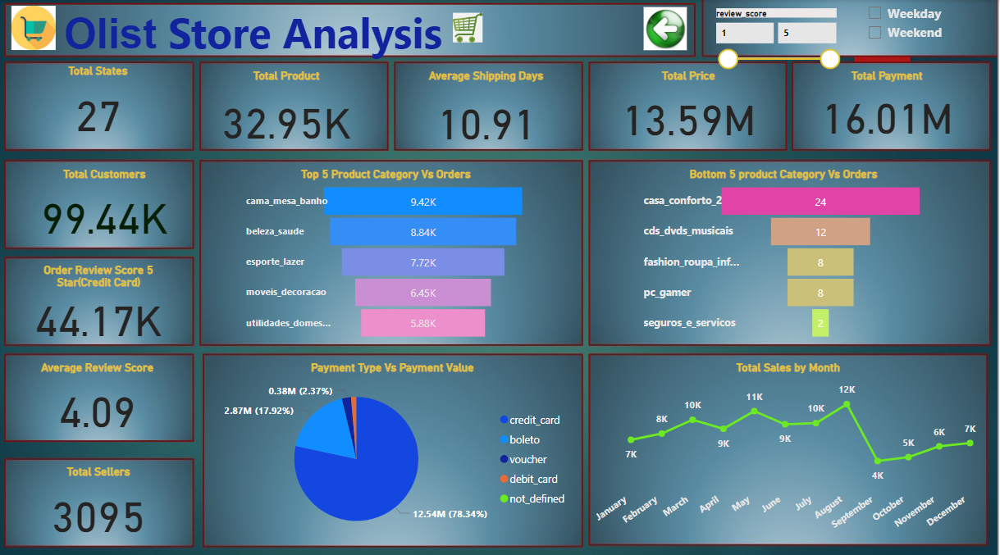 Olist Store Analysis
review_score
1
5
Weekday
Weekend
Total States
27
Total Product
32.95K
Average Shipping Days
10.91
Total Price
13.59M
Total Payment
16.01M
Total Customers
99.44K
Order Review Score 5
Star(Credit Card)
44.17K
Average Review Score
4.09
Total Sellers
3095
Top 5 Product Category Vs Orders
cama_mesa_banho
9.42K
beleza_saude
8.84K
esporte_lazer
7.72K
moveis_decoracao
6.45K
utilidades_domes...
5.88K
Bottom 5 product Category Vs Orders
casa_conforto_2
24
cds_dvds_musicais
12
fashion_roupa_inf...
8
pc_gamer
8
seguros_e_servicos
2
Payment Type Vs Payment Value
0.38M (2.37%)
2.87M (17.92%)
12.54M (78.34%)
credit_card
boleto
voucher
debit_card
not_defined
Total Sales by Month
7K
8K
10K
9K
11K
9K
10K
12K
4K
5K
6K
7K
January
February
March
April
May
June
July
August
September
October
November
December